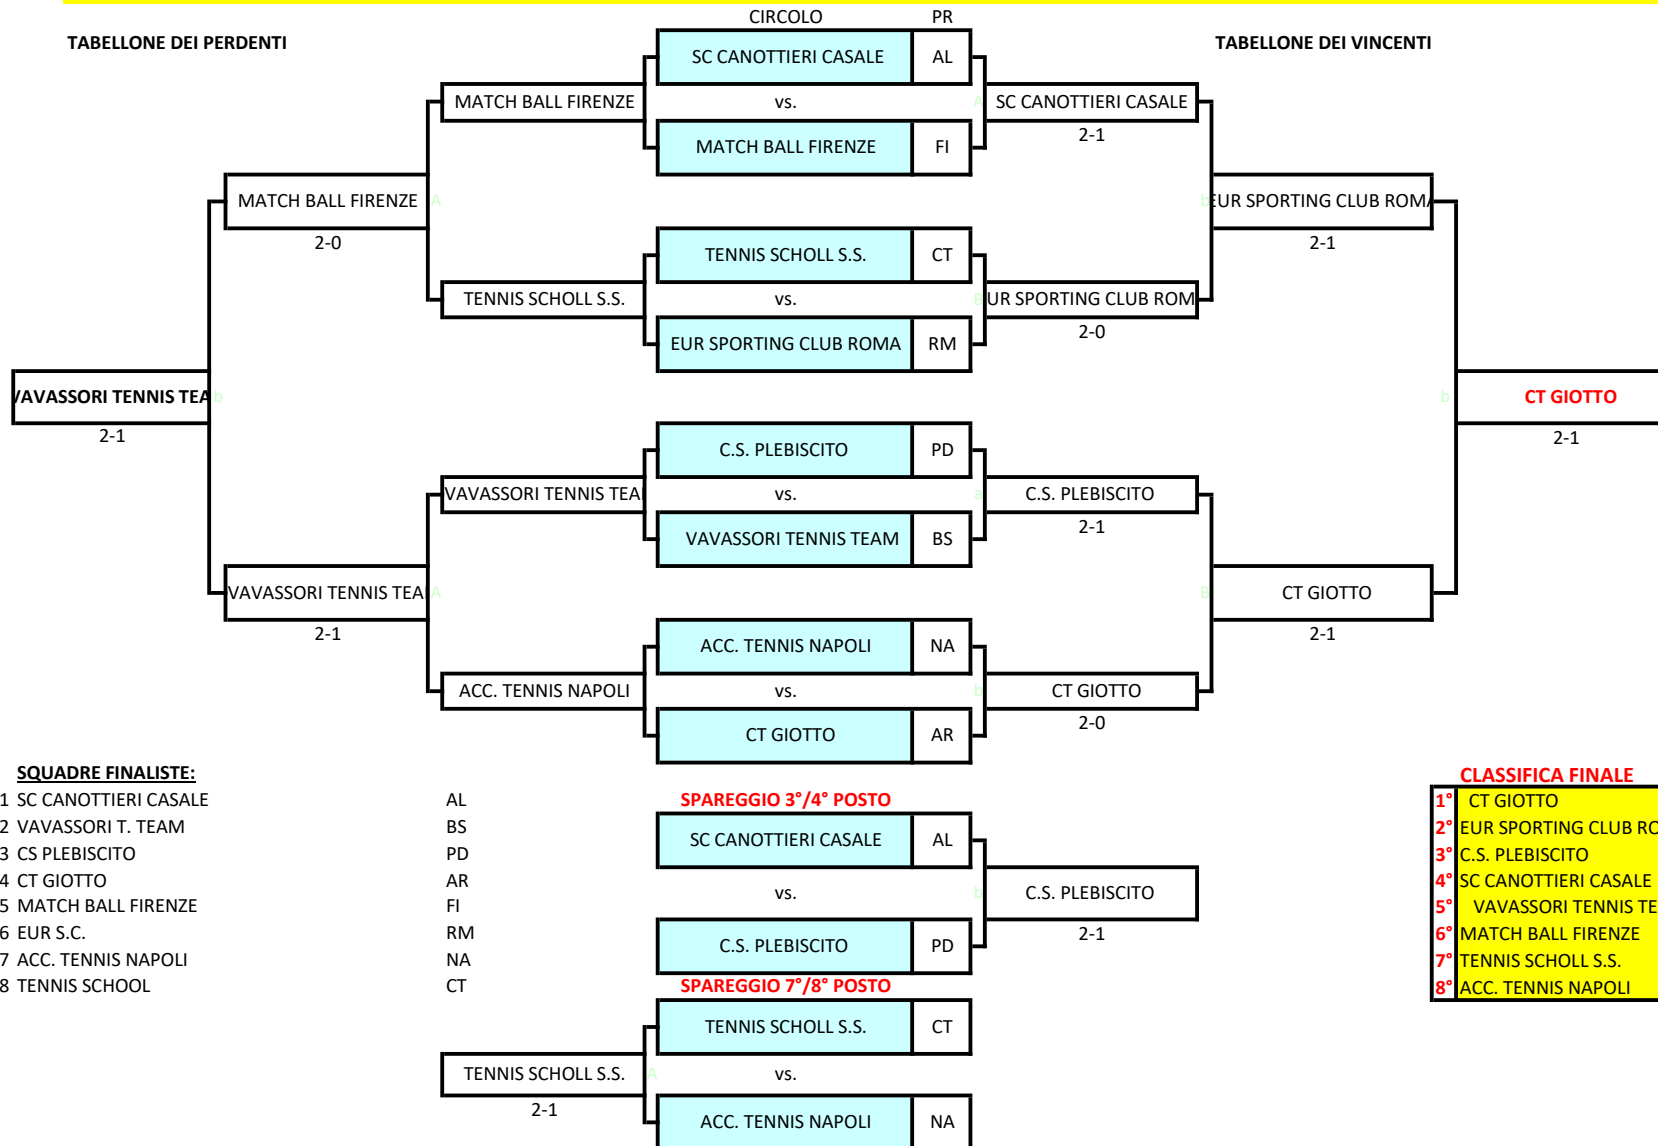 CIRCOLO PR
TABELLONE DEI PERDENTI TABELLONE DEI VINCENTI
SC CANOTTIERI CASALE AL
MATCH BALL FIRENZE vs. A SC CANOTTIERI CASALE
2-1
MATCH BALL FIRENZE FI
MATCH BALL FIRENZE A b EUR SPORTING CLUB ROMA
2-0 2-1
TENNIS SCHOLL S.S. CT
TENNIS SCHOLL S.S. vs. B UR SPORTING CLUB ROM
2-0
EUR SPORTING CLUB ROMA RM
VAVASSORI TENNIS TEA b b CT GIOTTO
2-1 2-1
C.S. PLEBISCITO PD
VAVASSORI TENNIS TEA vs. a C.S. PLEBISCITO
2-1
VAVASSORI TENNIS TEAM BS
VAVASSORI TENNIS TEA A B CT GIOTTO
2-1 2-1
ACC. TENNIS NAPOLI NA
ACC. TENNIS NAPOLI vs. b CT GIOTTO
2-0
CT GIOTTO AR
SQUADRE FINALISTE:
1 SC CANOTTIERI CASALE AL
2 VAVASSORI T. TEAM BS
3 CS PLEBISCITO PD
4 CT GIOTTO AR
5 MATCH BALL FIRENZE FI
6 EUR S.C. RM
7 ACC. TENNIS NAPOLI NA
8 TENNIS SCHOOL CT
SPAREGGIO 3°/4° POSTO
SC CANOTTIERI CASALE AL
vs. b C.S. PLEBISCITO
2-1
C.S. PLEBISCITO PD
SPAREGGIO 7°/8° POSTO
TENNIS SCHOLL S.S. CT
TENNIS SCHOLL S.S. A vs.
2-1
ACC. TENNIS NAPOLI NA
CLASSIFICA FINALE
1° CT GIOTTO
2° EUR SPORTING CLUB RO
3° C.S. PLEBISCITO
4° SC CANOTTIERI CASALE
5° VAVASSORI TENNIS TE
6° MATCH BALL FIRENZE
7° TENNIS SCHOLL S.S.
8° ACC. TENNIS NAPOLI